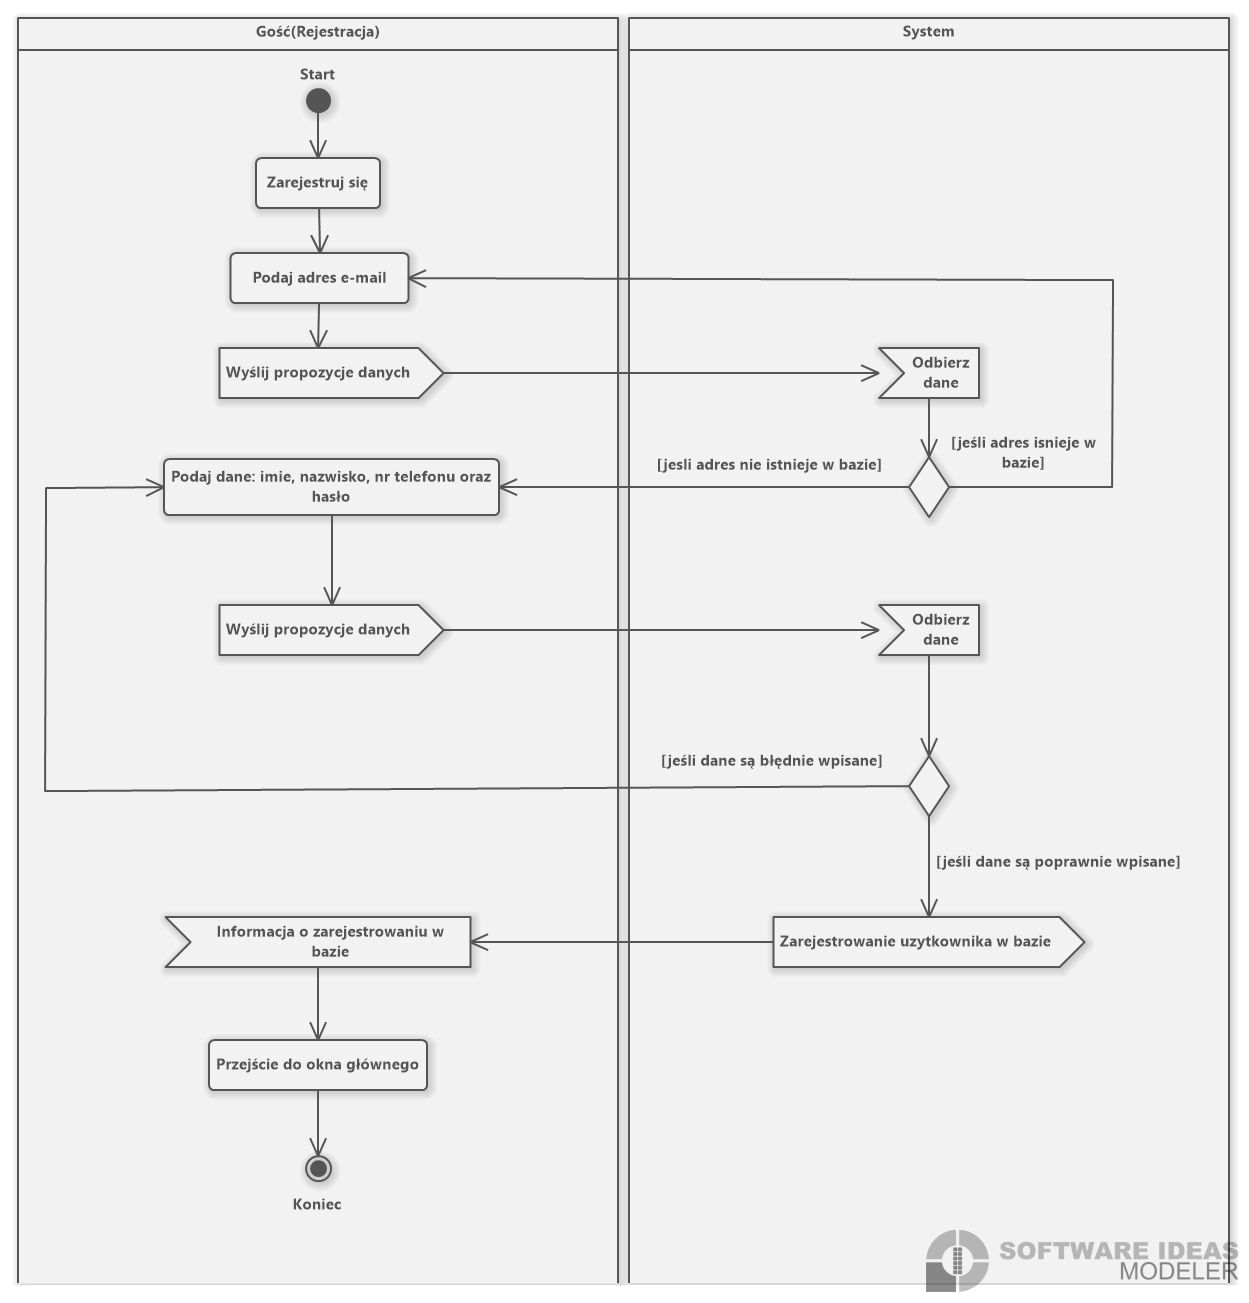 Gość(Rejestracja)
System
Start
Zarejestruj się
Podaj adres e-mail
Wyślij propozycje danych
Odbierz
dane
[jeśli adres isnieje w
bazie]
[jesli adres nie istnieje w bazie]
Podaj dane: imie, nazwisko, nr telefonu oraz
hasło
Wyślij propozycje danych
Odbierz
dane
[jeśli dane są błędnie wpisane]
[jeśli dane są poprawnie wpisane]
Informacja o zarejestrowaniu w
bazie
Zarejestrowanie uzytkownika w bazie
Przejście do okna głównego
Koniec
SOFTWARE IDEAS
MODELER